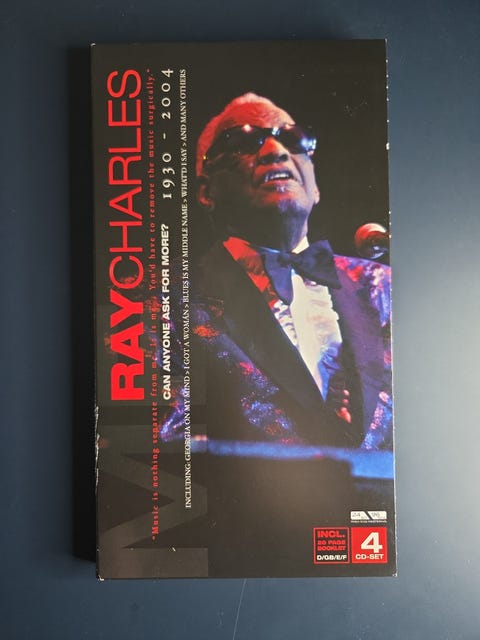 "Music is nothing separate from me. It is me. You'd have to remove the music surgically."
RAYCHARLES
1930 - 2004
CAN ANYONE ASK FOR MORE?
INCLUDING: GEORGIA ON MY MIND > I GOT A WOMAN > BLUES IS MY MIDDLE NAME > WHAT'D I SAY > AND MANY OTHERS
24 96
INCL.
20 PAGE
BOOKLET
D/GB/E/F
4
CD-SET